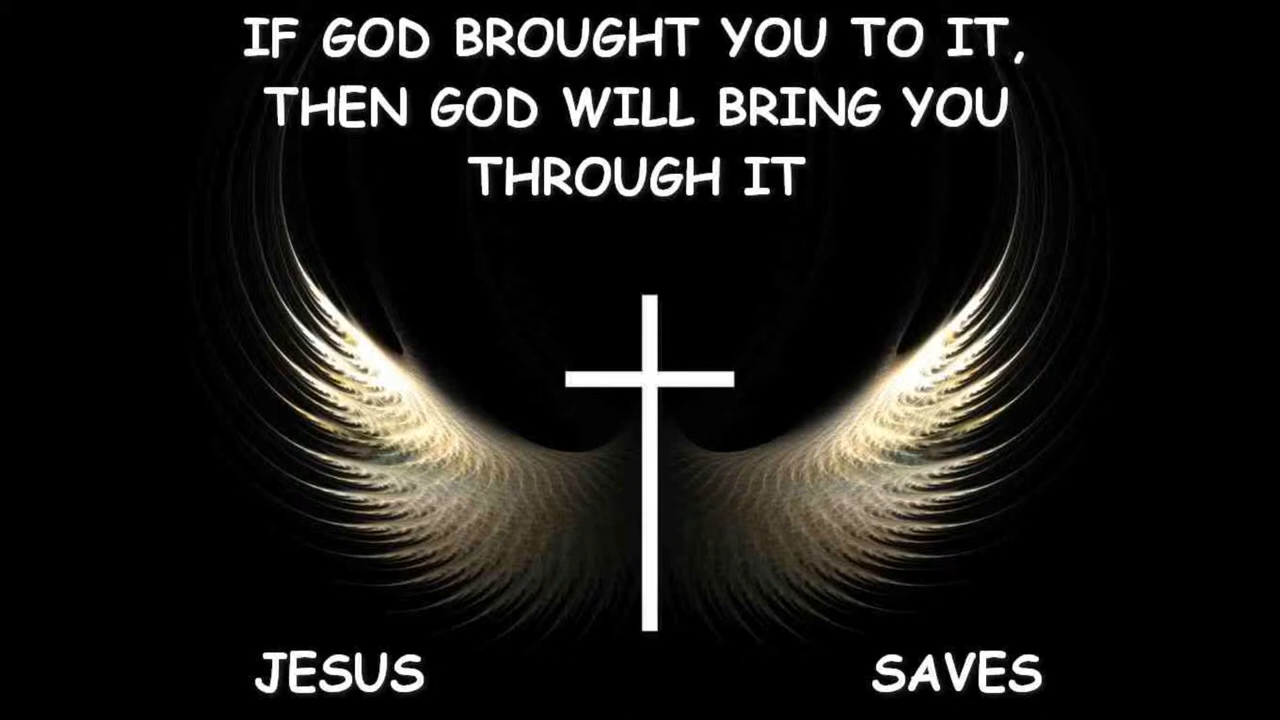 IF GOD BROUGHT YOU TO IT,
THEN GOD WILL BRING YOU
THROUGH IT
JESUS SAVES